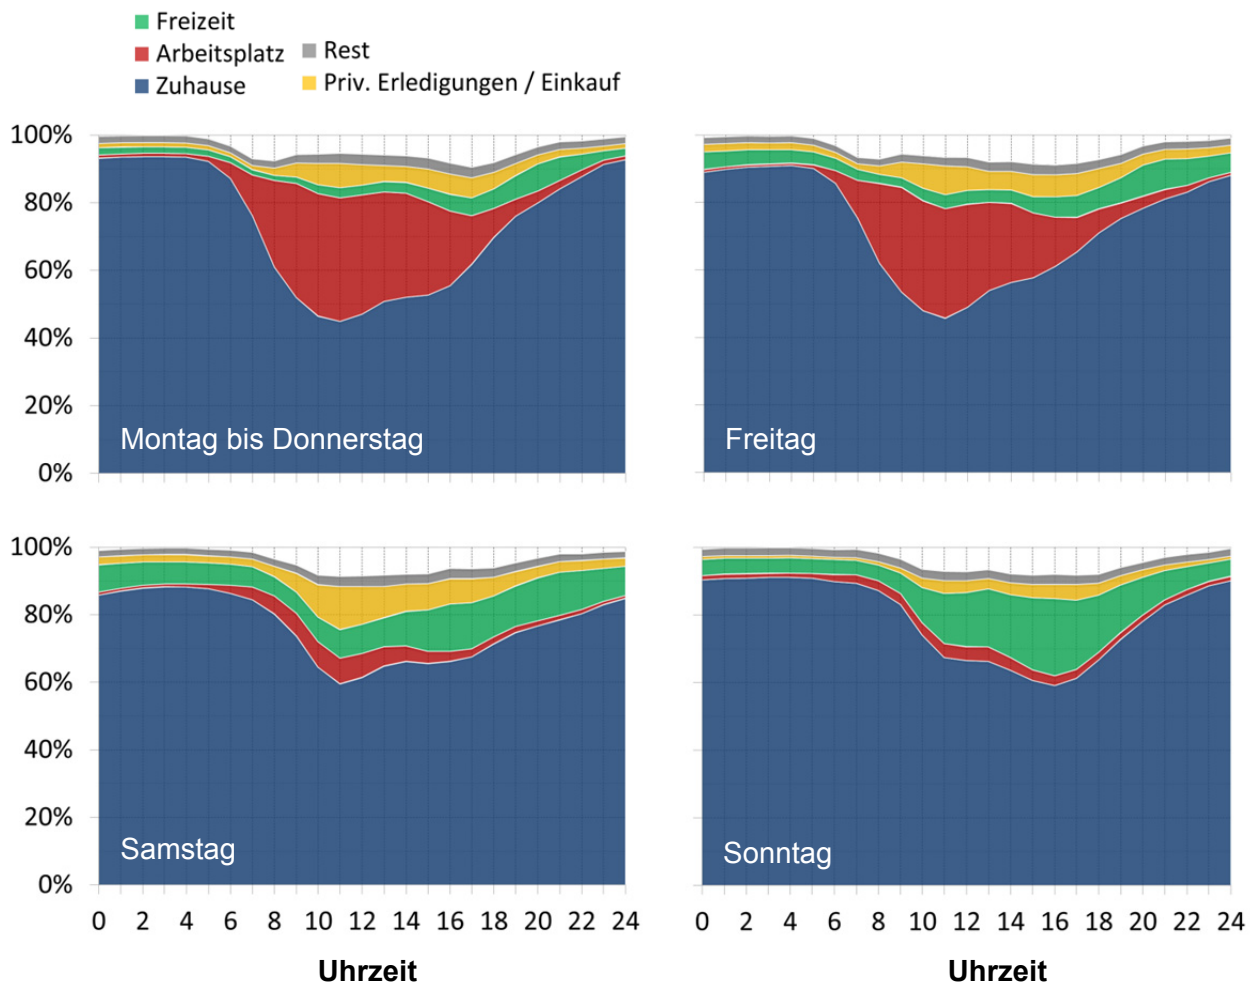 Freizeit
Arbeitsplatz
Rest
Zuhause
Priv. Erledigungen / Einkauf
100%
80%
60%
40%
20%
0%
Montag bis Donnerstag
Freitag
100%
80%
60%
40%
20%
0%
Samstag
Sonntag
0 2 4 6 8 10 12 14 16 18 20 22 24
0 2 4 6 8 10 12 14 16 18 20 22 24
Uhrzeit
Uhrzeit